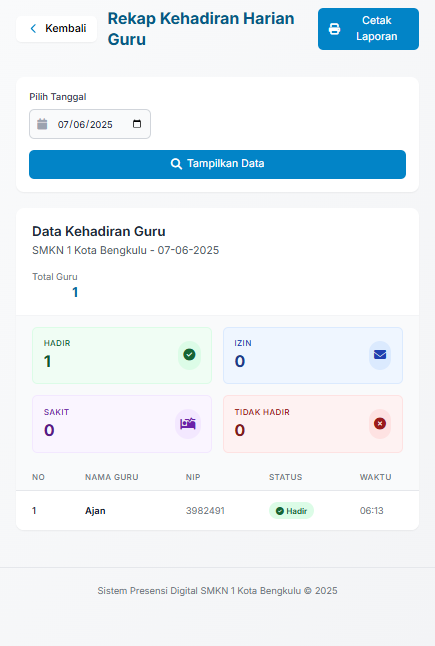 Kembali
Rekap Kehadiran Harian
Guru
Cetak
Laporan
Pilih Tanggal
07/06/2025
Tampilkan Data
Data Kehadiran Guru
SMKN 1 Kota Bengkulu - 07-06-2025
Total Guru
1
HADIR
1
IZIN
0
SAKIT
0
TIDAK HADIR
0
NO NAMA GURU NIP STATUS WAKTU
1 Ajan 3982491 Hadir 06:13
Sistem Presensi Digital SMKN 1 Kota Bengkulu © 2025